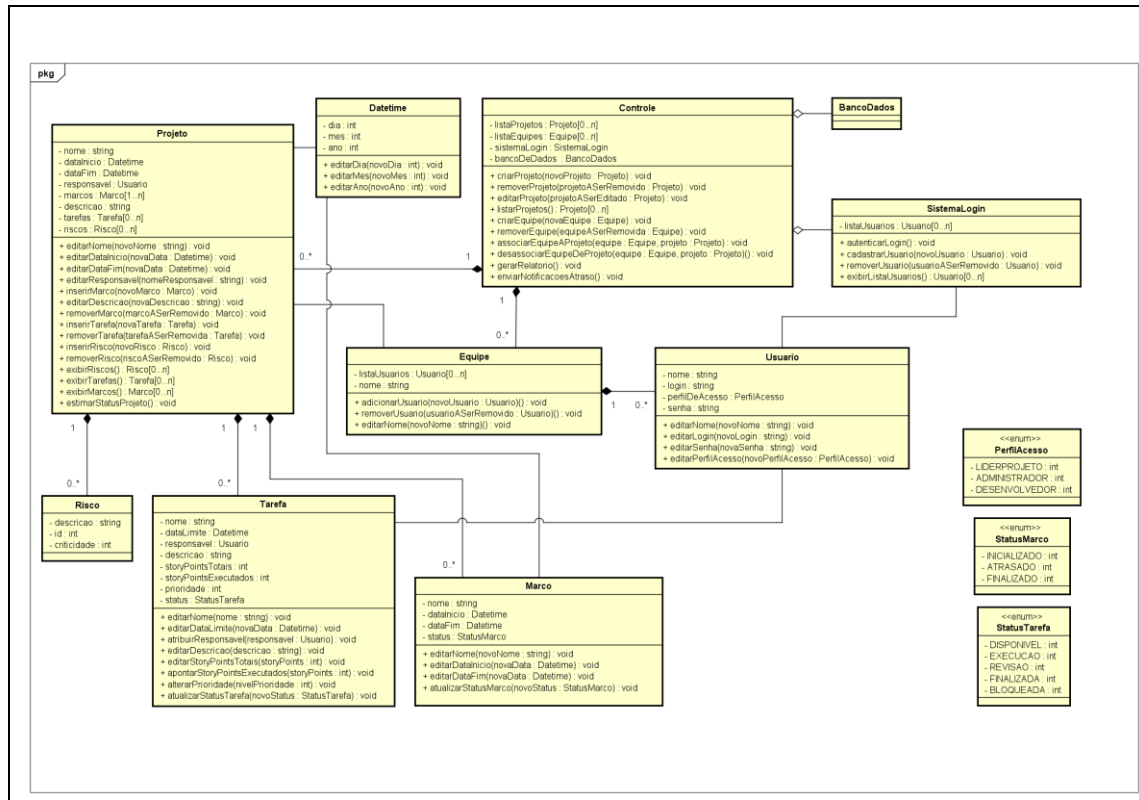 pkg
Projeto
- nome : string
- dataInicio : Datetime
- dataFim : Datetime
- responsavel : Usuario
- marcos : Marco[1...n]
- descricao : string
- tarefas : Tarefa[0...n]
- riscos : Risco[0...n]
+ editarNome(novoNome : string) : void
+ editarDataInicio(novaData : Datetime) : void
+ editarDataFim(novaData : Datetime) : void
+ editarResponsavel(nomeResponsavel : string) : void
+ inserirMarco(novoMarco : Marco) : void
+ editarDescricao(novaDescricao : string) : void
+ removerMarco(marcoASerRemovido : Marco) : void
+ inserirTarefa(novaTarefa : Tarefa) : void
+ removerTarefa(tarefaASerRemovida : Tarefa) : void
+ inserirRisco(novoRisco : Risco) : void
+ removerRisco(riscoASerRemovido : Risco) : void
+ exibirRiscos() : Risco[0...n]
+ exibirTarefas() : Tarefa[0...n]
+ exibirMarcos() : Marco[0...n]
+ estimarStatusProjeto() : void
Datetime
- dia : int
- mes : int
- ano : int
+ editarDia(novoDia : int) : void
+ editarMes(novoMes : int) : void
+ editarAno(novoAno : int) : void
Controle
- listaProjetos : Projeto[0...n]
- listaEquipes : Equipe[0...n]
- sistemaLogin : SistemaLogin
- bancoDeDados : BancoDados
+ criarProjeto(novoProjeto : Projeto) : void
+ removerProjeto(projetoASerRemovido : Projeto) : void
+ editarProjeto(projetoASerEditado : Projeto) : void
+ listarProjetos() : Projeto[0...n]
+ criarEquipe(novaEquipe : Equipe) : void
+ removerEquipe(equipeASerRemovida : Equipe) : void
+ associarEquipeAProjeto(equipe : Equipe, projeto : Projeto) : void
+ desassociarEquipeDeProjeto(equipe : Equipe, projeto : Projeto)() : void
+ gerarRelatorio() : void
+ enviarNotificacoesAtraso() : void
BancoDados
SistemaLogin
- listaUsuarios : Usuario[0...n]
+ autenticarLogin() : void
+ cadastrarUsuario(novoUsuario : Usuario) : void
+ removerUsuario(usuarioASerRemovido : Usuario) : void
+ exibirListaUsuarios() : Usuario[0...n]
0..*
1
1
0..*
Equipe
- listaUsuarios : Usuario[0...n]
- nome : string
+ adicionarUsuario(novoUsuario : Usuario)() : void
+ removerUsuario(usuarioASerRemovido : Usuario)() : void
+ editarNome(novoNome : string)() : void
1
0..*
Usuario
- nome : string
- login : string
- perfilDeAcesso : PerfilAcesso
- senha : string
+ editarNome(novoNome : string) : void
+ editarLogin(novoLogin : string) : void
+ editarSenha(novaSenha : string) : void
+ editarPerfilAcesso(novoPerfilAcesso : PerfilAcesso) : void
1
1
1
0..*
0..*
0..*
Risco
- descricao : string
- id : int
- criticidade : int
Tarefa
- nome : string
- dataLimite : Datetime
- responsavel : Usuario
- descricao : string
- storyPointsTotais : int
- storyPointsExecutados : int
- prioridade : int
- status : StatusTarefa
+ editarNome(nome : string) : void
+ editarDataLimite(novaData : Datetime) : void
+ atribuirResponsavel(responsavel : Usuario) : void
+ editarDescricao(descricao : string) : void
+ editarStoryPointsTotais(storyPoints : int) : void
+ apontarStoryPointsExecutados(storyPoints : int) : void
+ alterarPrioridade(nivelPrioridade : int) : void
+ atualizarStatusTarefa(novoStatus : StatusTarefa) : void
Marco
- nome : string
- dataInicio : Datetime
- dataFim : Datetime
- status : StatusMarco
+ editarNome(novoNome : string) : void
+ editarDataInicio(novaData : Datetime) : void
+ editarDataFim(novaData : Datetime) : void
+ atualizarStatusMarco(novoStatus : StatusMarco) : void
<<enum>>
PerfilAcesso
- LIDERPROJETO : int
- ADMINISTRADOR : int
- DESENVOLVEDOR : int
<<enum>>
StatusMarco
- INICIALIZADO : int
- ATRASADO : int
- FINALIZADO : int
<<enum>>
StatusTarefa
- DISPONIVEL : int
- EXECUCAO : int
- REVISAO : int
- FINALIZADA : int
- BLOQUEADA : int